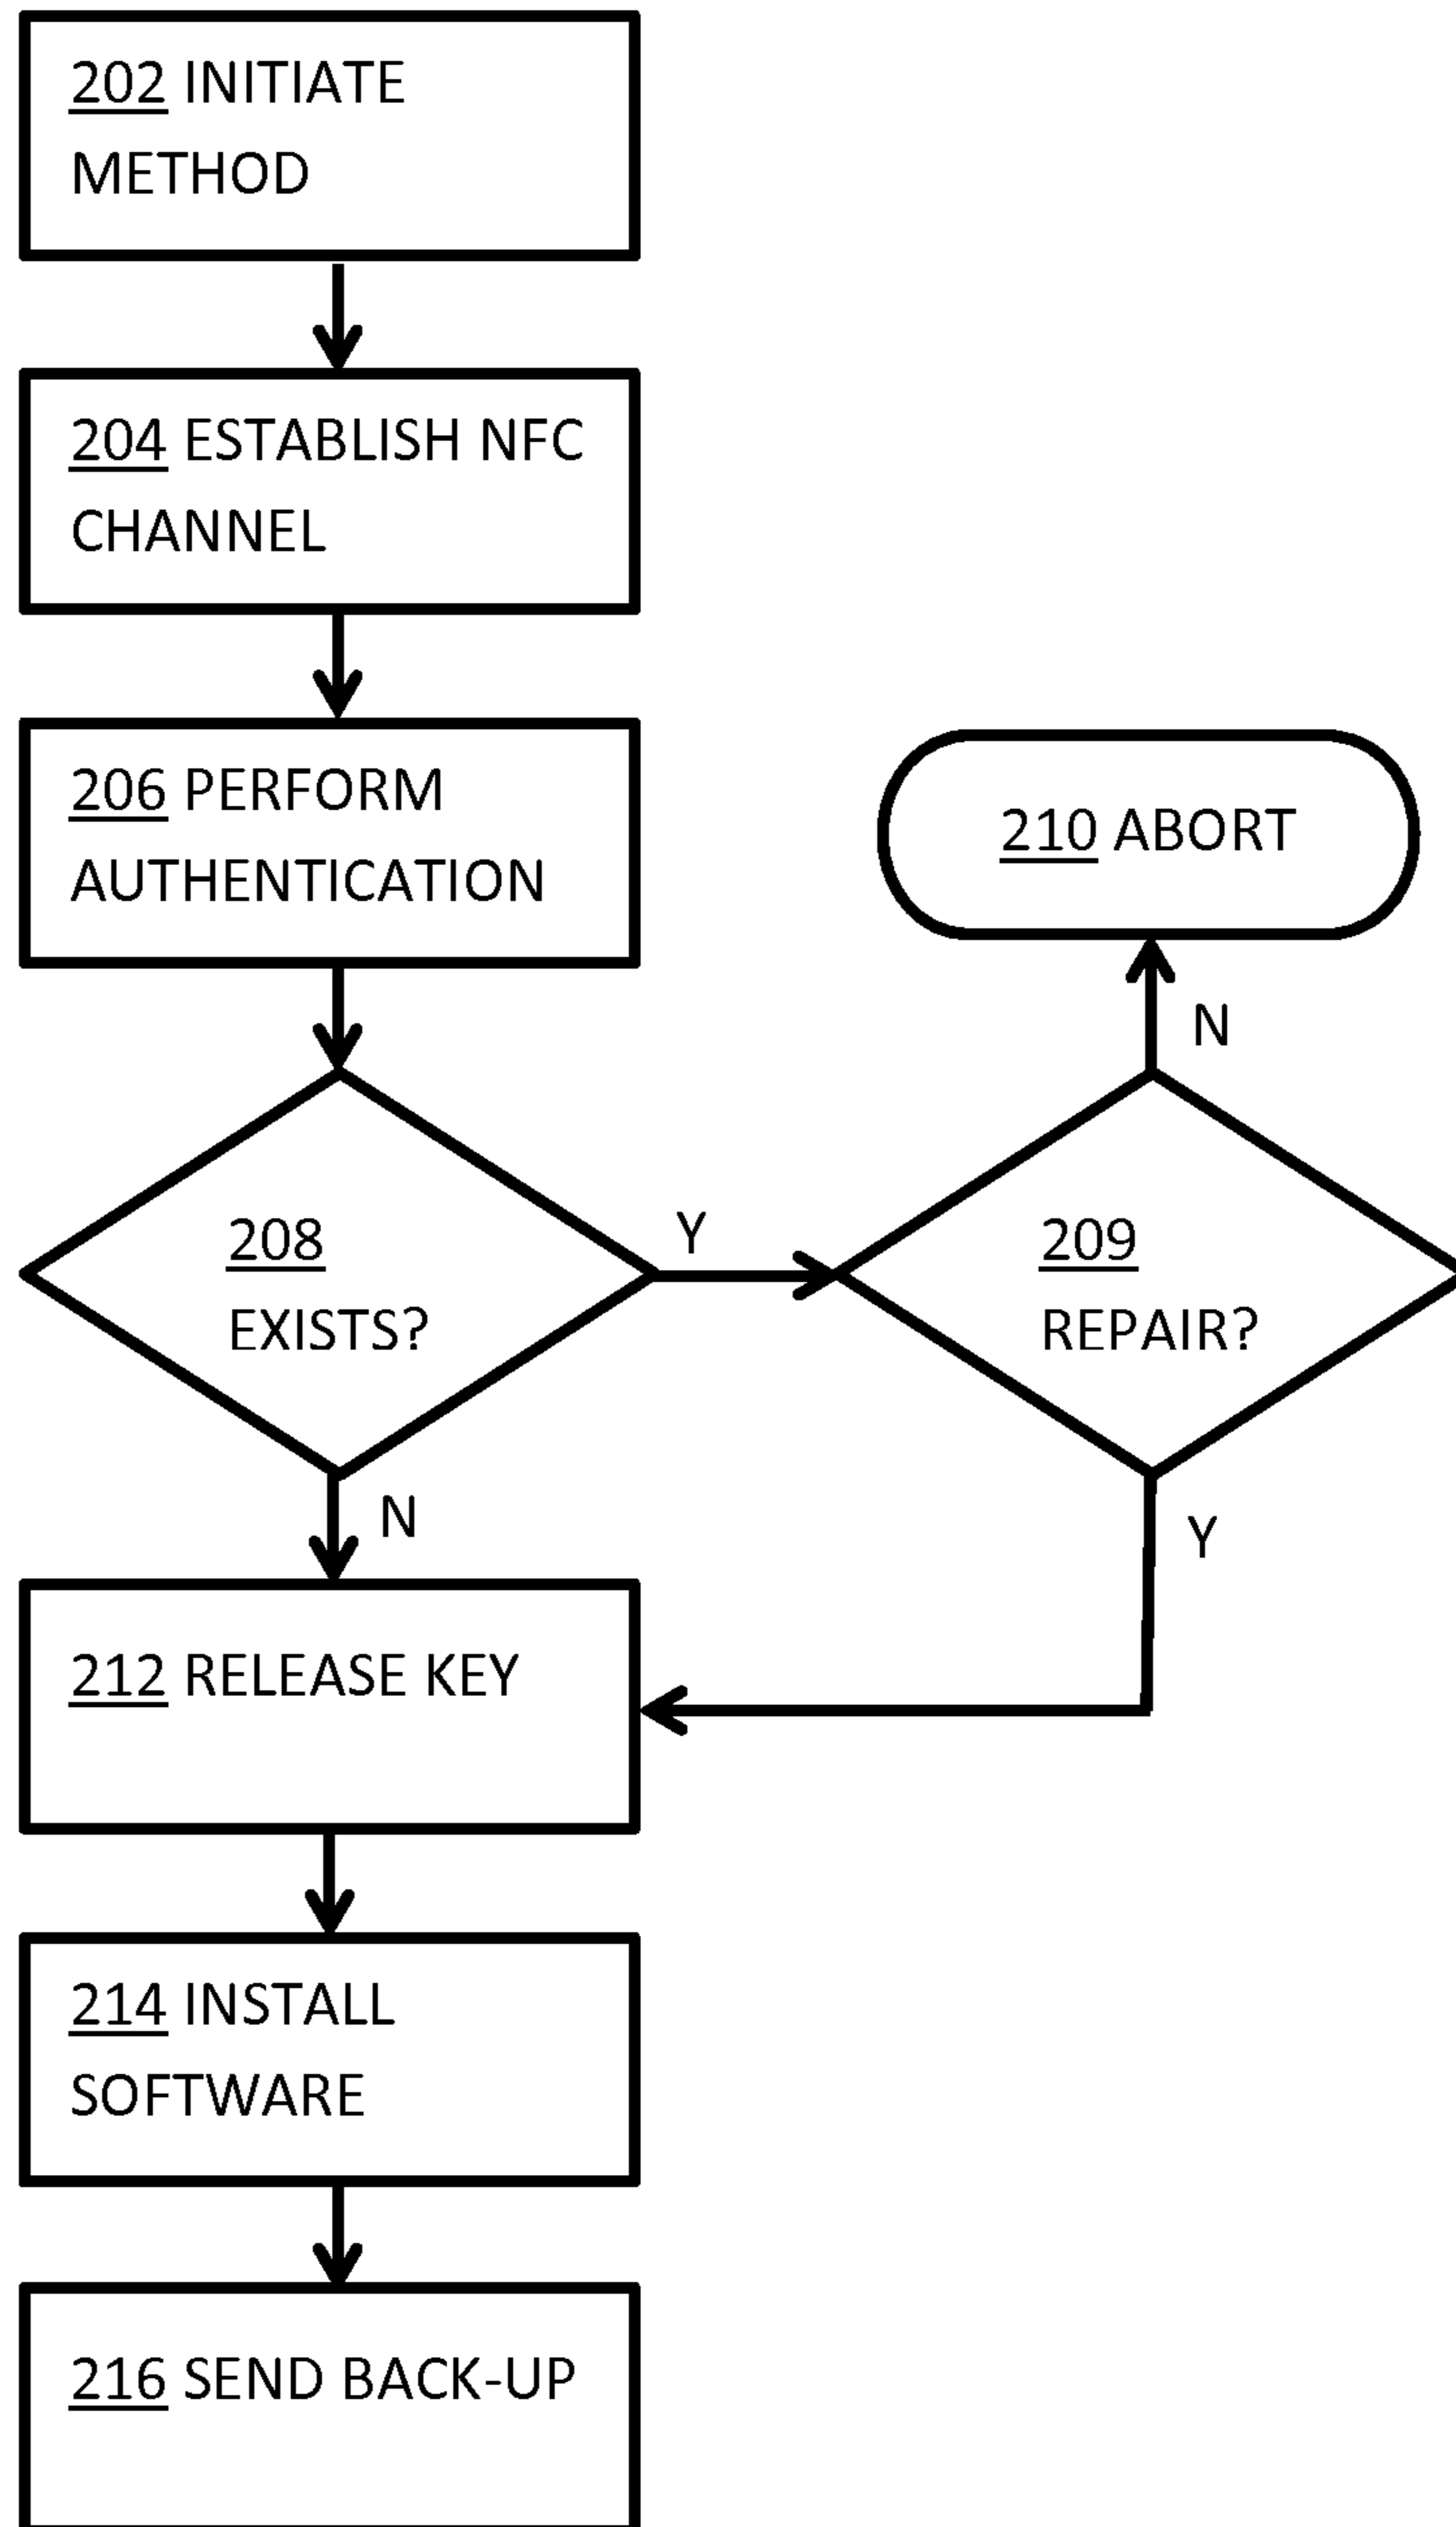 202 INITIATE
METHOD
204 ESTABLISH NFC
CHANNEL
206 PERFORM
AUTHENTICATION
210 ABORT
N
208
EXISTS?
Y
209
REPAIR?
N
Y
212 RELEASE KEY
214 INSTALL
SOFTWARE
216 SEND BACK-UP